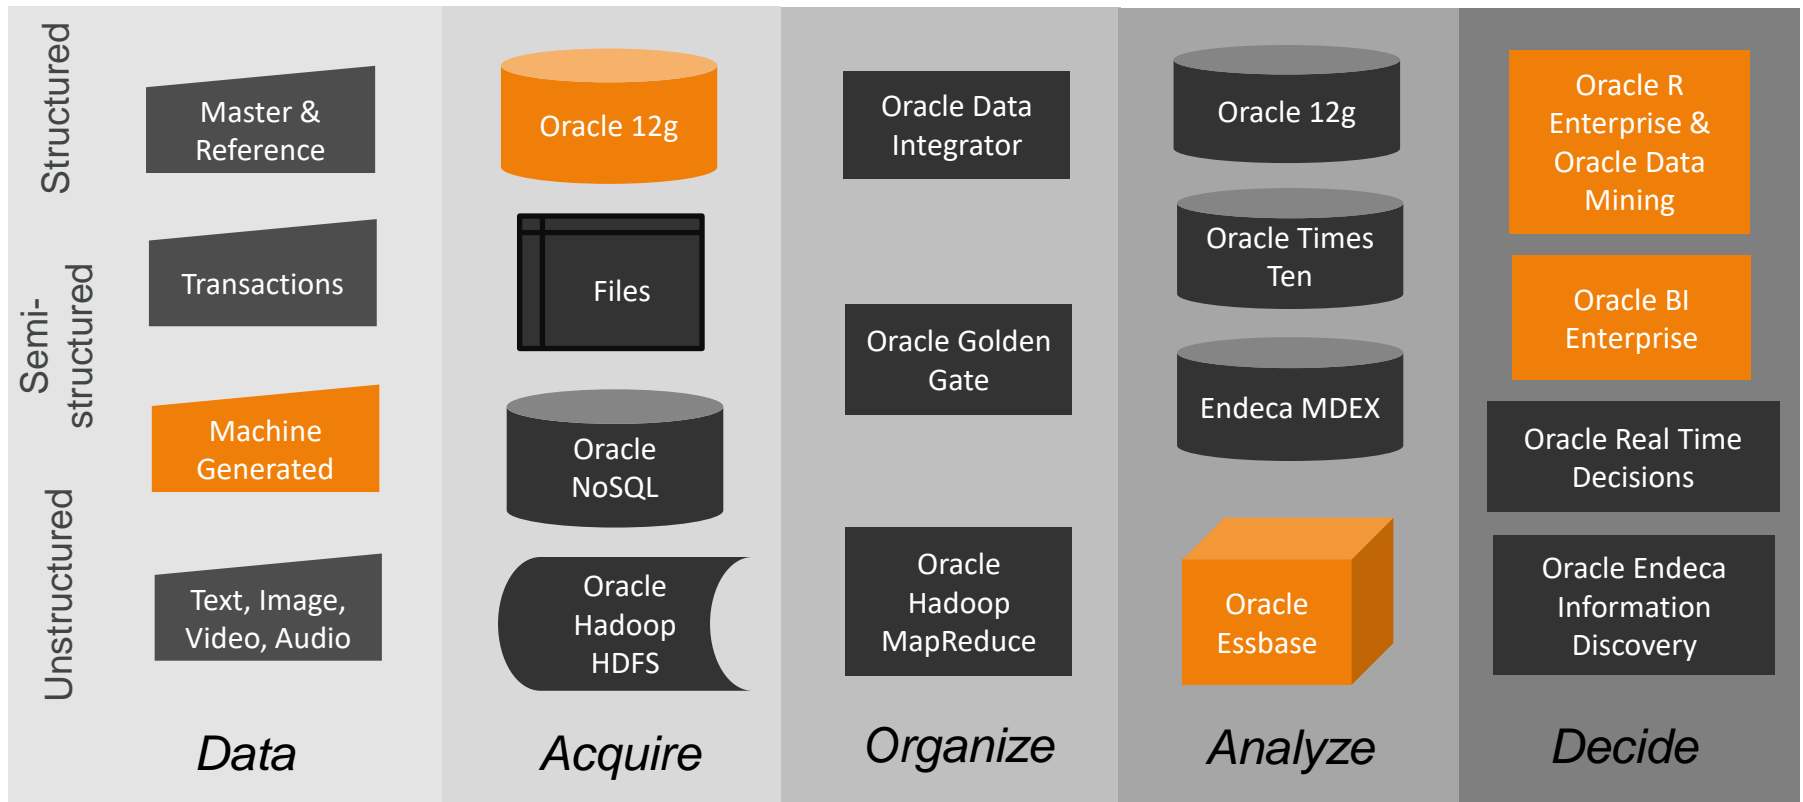 Structured
Semi-
structured
Unstructured
Master &
Reference
Transactions
Machine
Generated
Text, Image,
Video, Audio
Data
Oracle 12g
Files
Oracle
NoSQL
Oracle
Hadoop
HDFS
Acquire
Oracle Data
Integrator
Oracle Golden
Gate
Oracle
Hadoop
MapReduce
Organize
Oracle 12g
Oracle Times
Ten
Endeca MDEX
Oracle
Essbase
Analyze
Oracle R
Enterprise &
Oracle Data
Mining
Oracle BI
Enterprise
Oracle Real Time
Decisions
Oracle Endeca
Information
Discovery
Decide